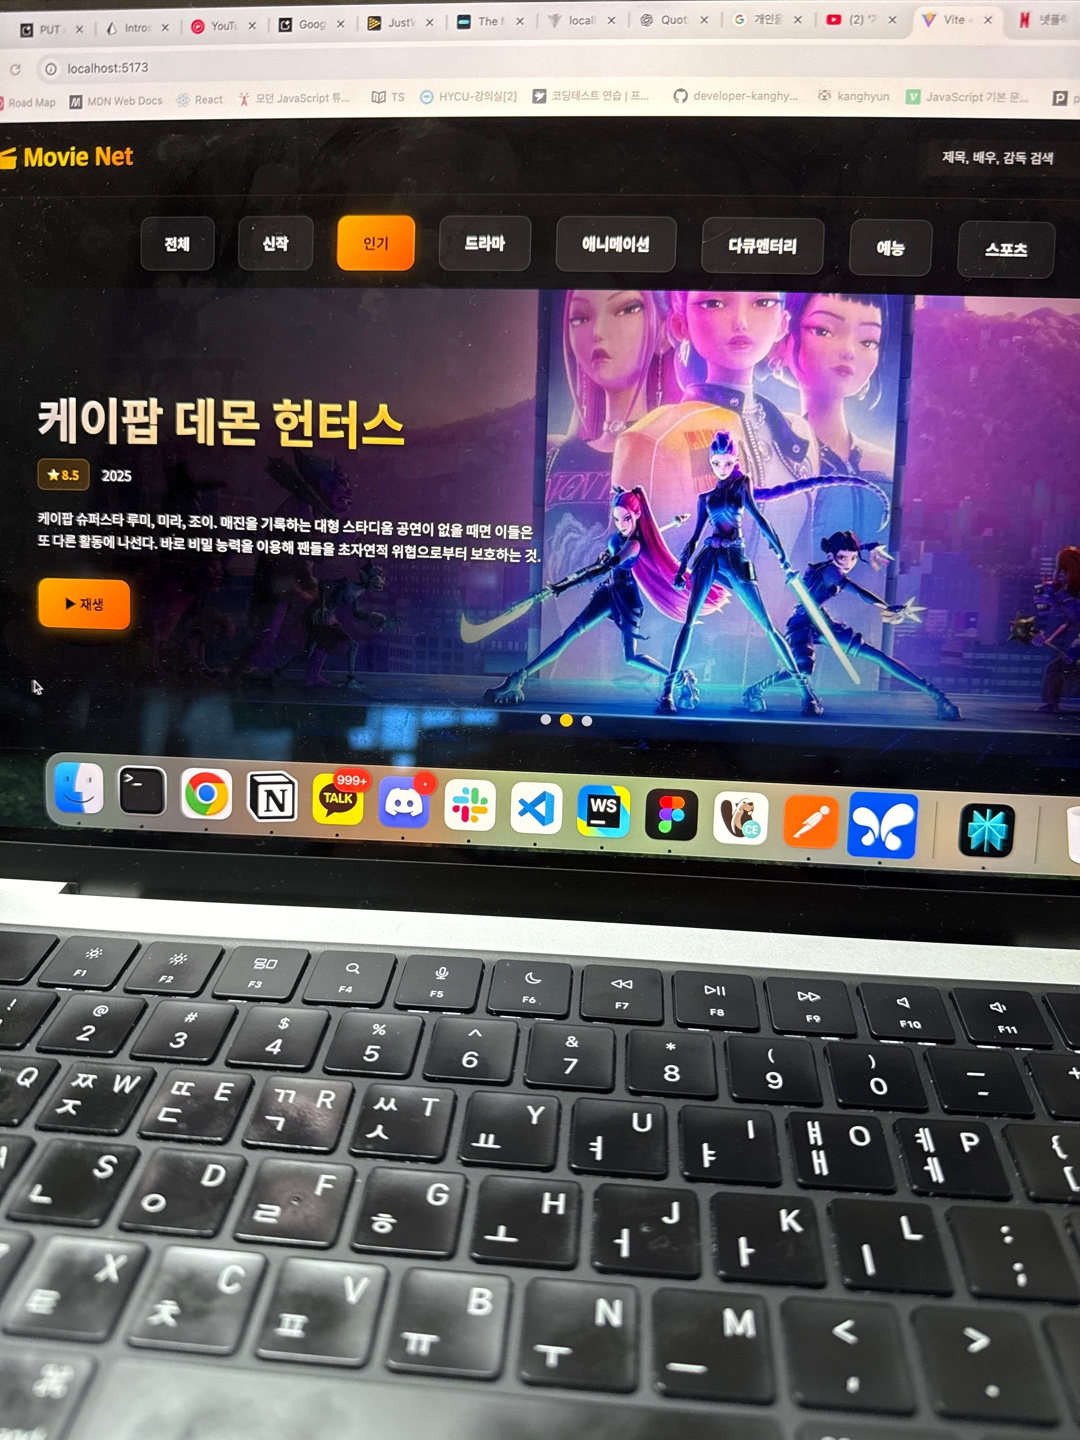 PUT
Intro
YouTu
Goog
Just
The
locall
Quot
개인용
(2)
Vite
넷플
localhost:5173
Road Map
MDN Web Docs
React
모던 JavaScript 튜...
TS
HYCU-강의실[2]
코딩테스트 연습 | 프...
developer-kanghy...
kanghyun
JavaScript 기본 문...
Movie Net
제목, 배우, 감독 검색
전체 신작 인기 드라마 애니메이션 다큐멘터리 예능 스포츠
케이팝 데몬 헌터스
★8.5 2025
케이팝 슈퍼스타 루미, 미라, 조이. 매진을 기록하는 대형 스타디움 공연이 없을 때면 이들은
또 다른 활동에 나선다. 바로 비밀 능력을 이용해 팬들을 초자연적 위협으로부터 보호하는 것.
▶ 재생
>_
N
999+
TALK
WS
CE
F1 F2 F3 F4 F5 F6 F7 F8 F9 F10 F11
! @ # $ % ^ & * ( ) — +
2 3 4 5 6 7 8 9 0 -
Q ㅉ W ㄸ E ㄲ R ㅆ T Y U I ㅒ O ㅖ P {
ㅈ ㄷ ㄱ ㅅ ㅛ ㅕ ㅑ ㅐ ㅔ [
A S D F G H J K L :
ㄴ ㅇ ㄹ ㅎ ㅗ ㅓ ㅏ ㅣ ;
X C V B N M < >
ㅌ ㅊ ㅍ ㅠ ㅜ ㅡ , .
⌘